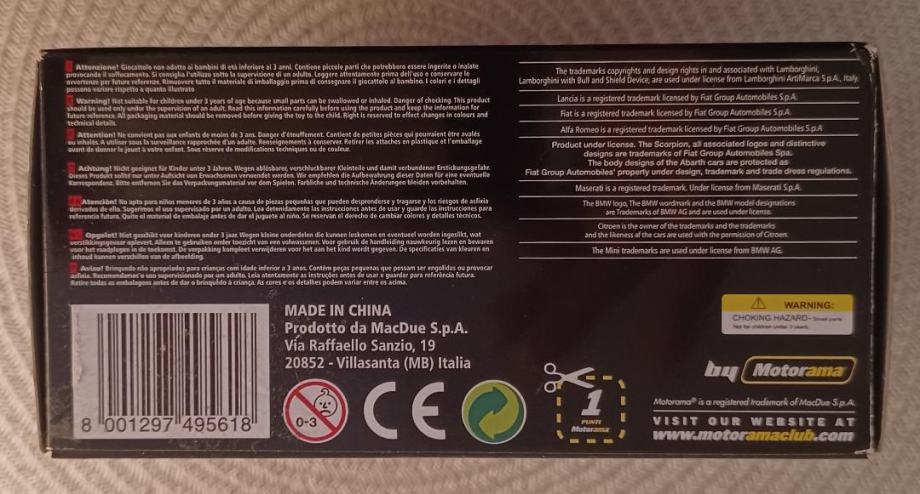 Attenzione! Giocattolo non adatto ai bambini di età inferiore ai 3 anni. Contiene piccole parti che potrebbero essere ingerite o inalate
provocando il soffocamento. Si consiglia l'utilizzo sotto la supervisione di un adulto. Leggere attentamente prima dell'uso e conservare le
avvertenze per future referenze. Rimuovere tutto il materiale di imballaggio prima di consegnare il giocattolo al bambino. I colori e i dettagli
possono variare rispetto a quanto illustrato
Warning! Not suitable for children under 3 years of age because small parts can be swallowed or inhaled. Danger of chocking. This product
should be used only under the supervision of an adult. Read this information carefully before using the product and keep the information for
future reference. All packaging material should be removed before giving the toy to the child. Right is reserved to effect changes in colours and
technical details.
Attention! Ne convient pas aux enfants de moins de 3 ans. Danger d'étouffement. Contient de petites pièces qui pourraient être avalés
ou inhalés. A utiliser sous la surveillance rapprochée d'un adulte. Renseignements à conserver. Retirer les attaches en plastique et l'emballage
avant de donner le jouet à votre enfant. Sous réserve de modifications techniques ou de couleur.
Achtung! Nicht geeignet für Kinder unter 3 Jahren. Wegen ablösbarer, verschluckbarer Kleinteile und damit verbundener Erstickungsgefahr.
Dieses Produkt sollte nur unter Aufsicht von Erwachsenen verwendet werden. Wir empfehlen die Aufbewahrung dieser Daten für eine eventuelle
Korrespondenz. Bitte entfernen Sie das Verpackungsmaterial vor dem Spielen. Farbliche und technische Änderungen bleiben vorbehalten.
Atención! No apto para niños menores de 3 años a causa de piezas pequeñas que pueden desprenderse y tragarse y los riesgos de asfixia
derivados de ello. Sugerimos el uso supervisado por un adulto. Lea detenidamente las instrucciones antes de usar y guarde las instrucciones para
referencia futura. Quite el material de embalaje antes de dar el juguete al niño. Se reservan el derecho de cambiar colores y detalles técnicos.
Opgelet! Niet geschikt voor kinderen onder 3 jaar. Wegen kleine onderdelen die kunnen loskomen en eventueel worden ingeslikt, wat
verstikkingsgevaar oplevert. Alleen te gebruiken onder toezicht van een volwassene. Voor gebruik de handleiding nauwkeurig lezen en bewaren
voor het raadplegen in de toekomst. De verpakking kompleet verwijderen voor het aan het kind wordt gegeven. De specificaties van kleuren en
inhoud kunnen verschillen van de afbeelding.
Aviso! Brinquedo não apropriados para crianças com idade inferiore a 3 anos. Contém peças pequenas que possam ser engolidas ou provocar
asfixia. Recomendamos o uso supervisionado por um adulto. Leia atentamente as instruções antes de usar e guardar para referência futura.
Retire todas as embalagens antes de dar o brinquedo à criança. As cores e os detalhes podem variar entre os acima.
The trademarks copyrights and design rights in and associated with Lamborghini,
Lamborghini with Bull and Shield Device, are used under license from Lamborghini ArtiMarca S.p.A., Italy.
Lancia is a registered trademark licensed by Fiat Group Automobiles S.p.A.
Fiat is a registered trademark licensed by Fiat Group Automobiles S.p.A.
Alfa Romeo is a registered trademark licensed by Fiat Group Automobiles S.p.A
Product under license. The Scorpion, all associated logos and distinctive
designs are trademarks of Fiat Group Automobiles Spa.
The body designs of the Abarth cars are protected as
Fiat Group Automobiles' property under design, trademark and trade dress regulations.
Maserati is a registered trademark. Under license from Maserati S.p.A.
The BMW logo, The BMW wordmark and the BMW model designations
are Trademarks of BMW AG and are used under license.
Citroen is the owner of the trademarks and the trademarks
and the likeness of the cars are used with the permission of Citroen.
The Mini trademarks are used under license from BMW AG.
WARNING:
CHOKING HAZARD- Small parts
Not for children under 3 years.
MADE IN CHINA
Prodotto da MacDue S.p.A.
Vía Raffaello Sanzio, 19
20852 - Villasanta (MB) Italia
8 001297 495618
0-3
CE
1
PUNTI
Motorama
by Motorama
Motorama® is a registered trademark of MacDue S.p.A.
VISIT OUR WEBSITE AT
www.motoramaclub.com